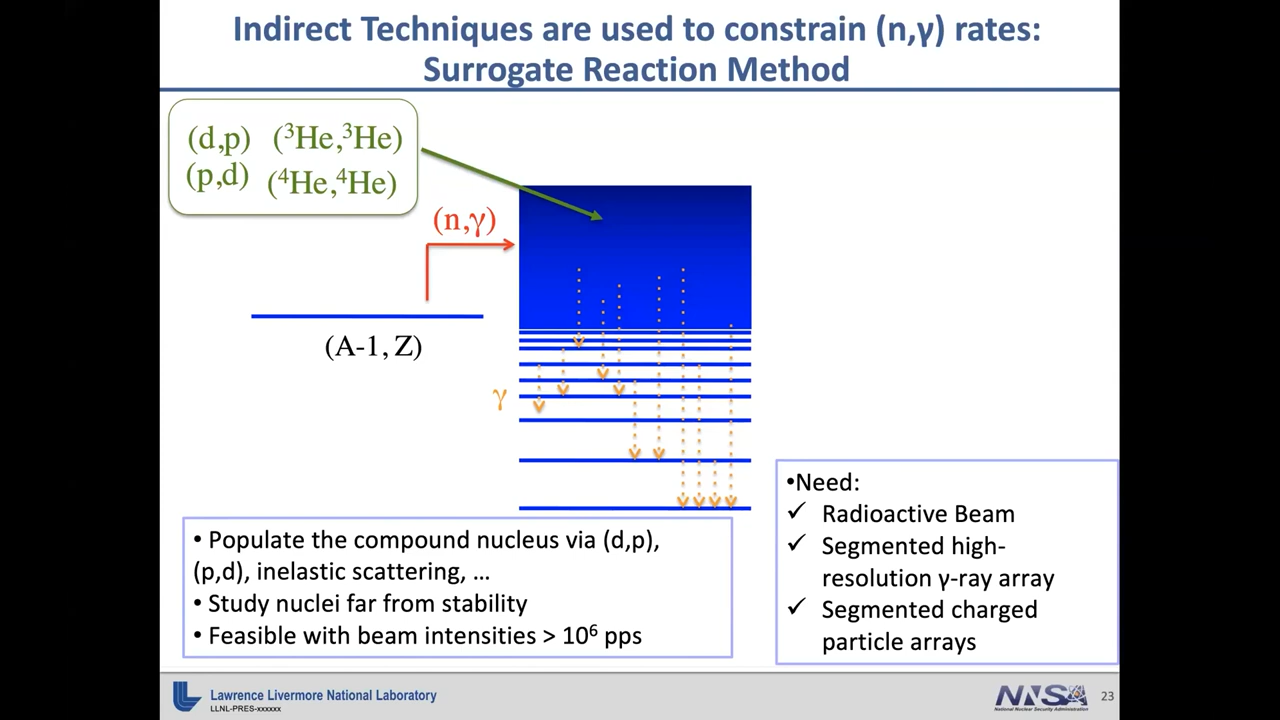 Indirect Techniques are used to constrain (n,γ) rates:
Surrogate Reaction Method
(d,p) (³He,³He)
(p,d) (⁴He,⁴He)
(n,γ)
(A-1, Z)
γ
• Populate the compound nucleus via (d,p),
(p,d), inelastic scattering, …
• Study nuclei far from stability
• Feasible with beam intensities > 10⁶ pps
•Need:
✓ Radioactive Beam
✓ Segmented high-
resolution γ-ray array
✓ Segmented charged
particle arrays
Lawrence Livermore National Laboratory
LLNL-PRES-xxxxxx
NNSA
National Nuclear Security Administration
23